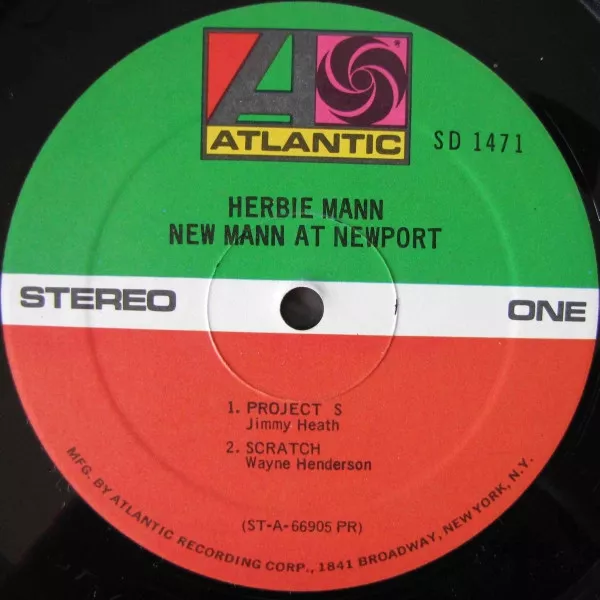 ATLANTIC
SD 1471
HERBIE MANN
NEW MANN AT NEWPORT
STEREO
ONE
1. PROJECT S
Jimmy Heath
2. SCRATCH
Wayne Henderson
(ST-A-66905 PR)
MFG. BY ATLANTIC RECORDING CORP., 1841 BROADWAY, NEW YORK, N.Y.